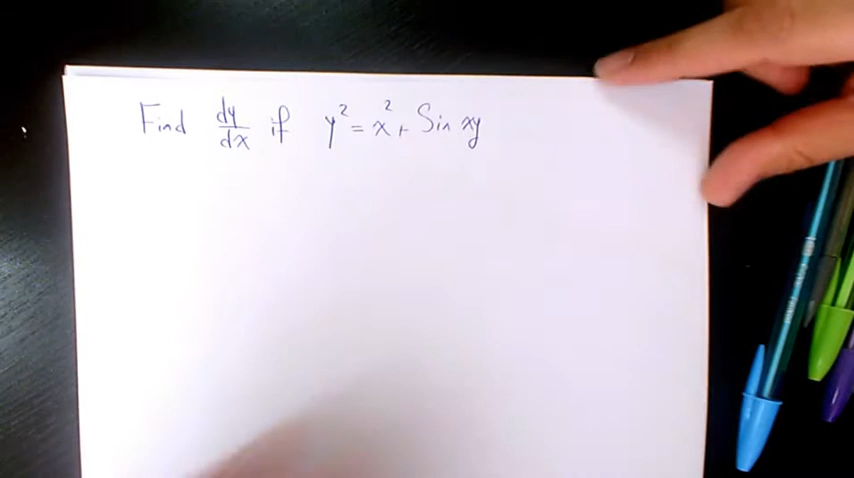 Find dy/dx if y² = x² + Sin xy